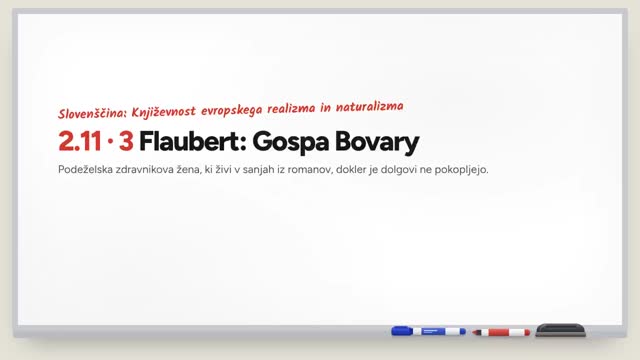 Slovenščina: Književnost evropskega realizma in naturalizma
2.11 · 3 Flaubert: Gospa Bovary
Podeželska zdravnikova žena, ki živi v sanjah iz romanov, dokler je dolgovi ne pokopljejo.